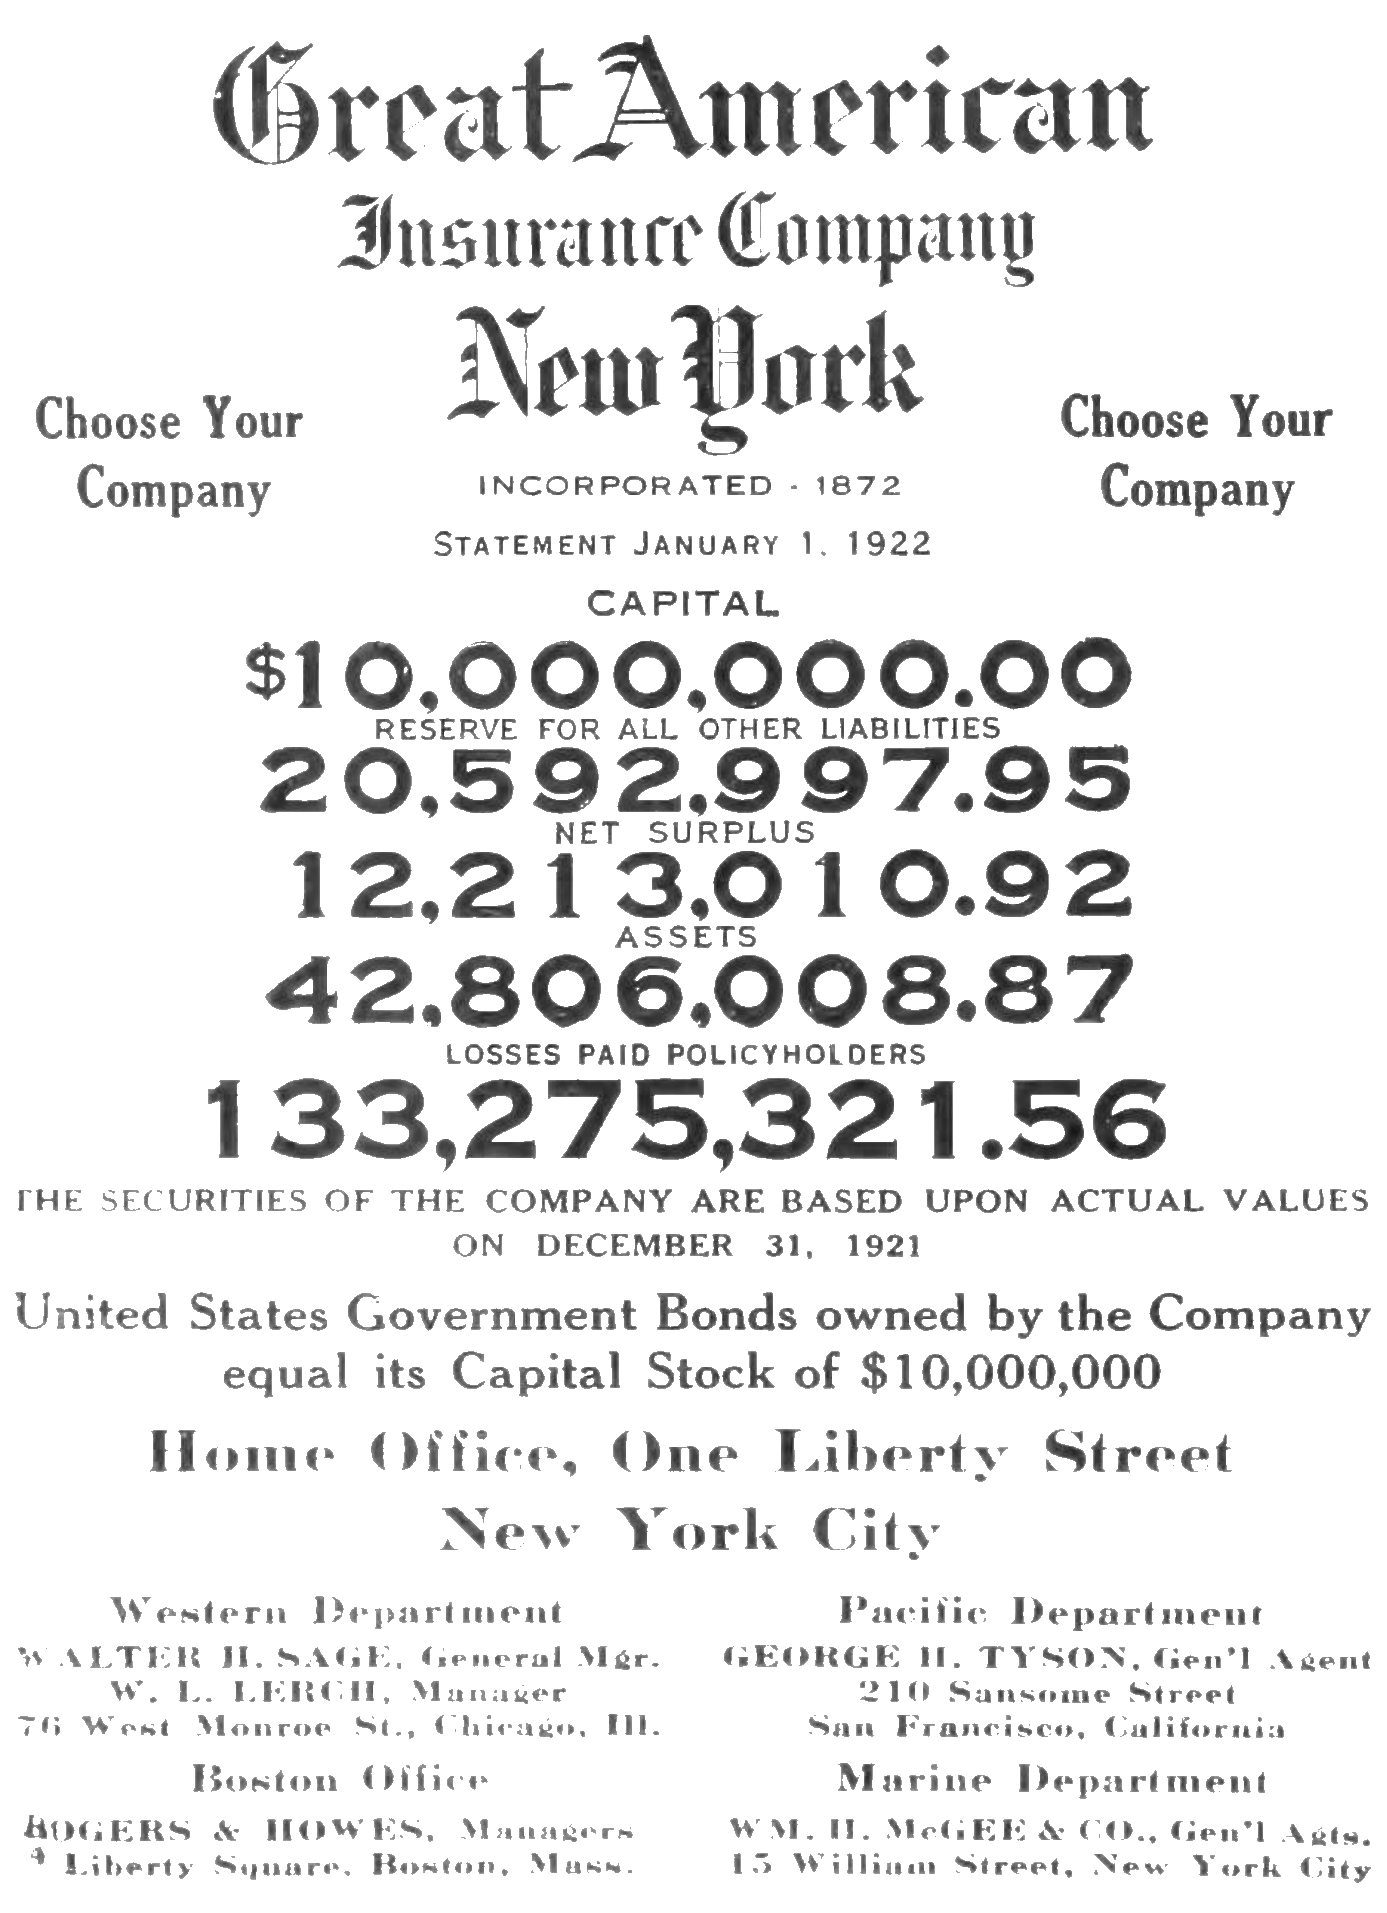 Great American
Insurance Company
New York
Choose Your
Company
Choose Your
Company
INCORPORATED - 1872
STATEMENT JANUARY 1. 1922
CAPITAL
$10,000,000.00
RESERVE FOR ALL OTHER LIABILITIES
20,592,997.95
NET SURPLUS
12,213,010.92
ASSETS
42,806,008.87
LOSSES PAID POLICYHOLDERS
133,275,321.56
THE SECURITIES OF THE COMPANY ARE BASED UPON ACTUAL VALUES
ON DECEMBER 31, 1921
United States Government Bonds owned by the Company
equal its Capital Stock of $10,000,000
Home Office, One Liberty Street
New York City
Western Department
WALTER H. SAGE, General Mgr.
W. L. LERCH, Manager
76 West Monroe St., Chicago, Ill.
Pacific Department
GEORGE H. TYSON, Gen'l Agent
210 Sansome Street
San Francisco, California
Boston Office
ROGERS & HOWES, Managers
4 Liberty Square, Boston, Mass.
Marine Department
WM. H. McGEE & CO., Gen'l Agts.
15 William Street, New York City